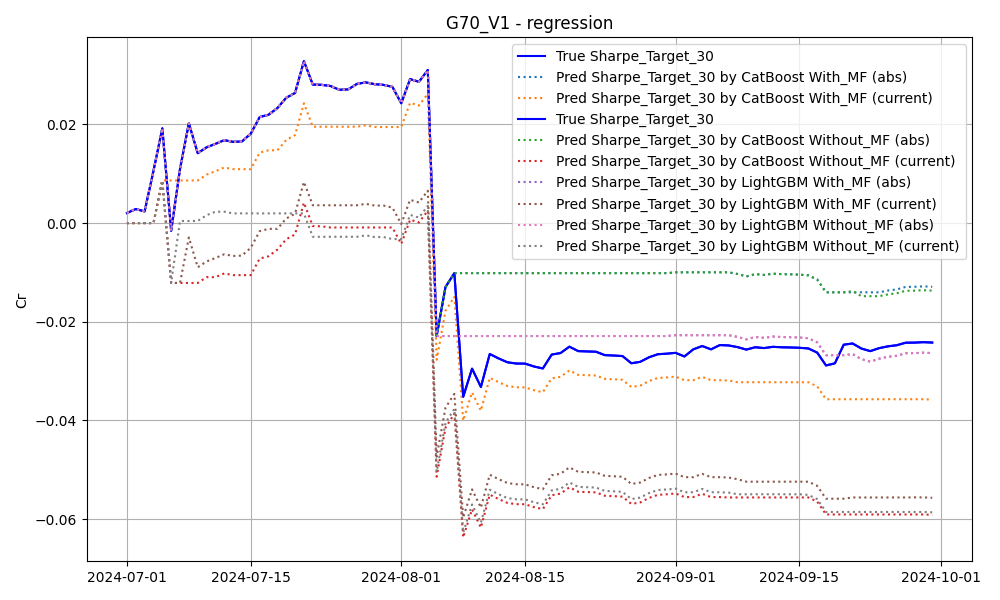 G70_V1 - regression
True Sharpe_Target_30
Pred Sharpe_Target_30 by CatBoost With_MF (abs)
Pred Sharpe_Target_30 by CatBoost With_MF (current)
True Sharpe_Target_30
Pred Sharpe_Target_30 by CatBoost Without_MF (abs)
Pred Sharpe_Target_30 by CatBoost Without_MF (current)
Pred Sharpe_Target_30 by LightGBM With_MF (abs)
Pred Sharpe_Target_30 by LightGBM With_MF (current)
Pred Sharpe_Target_30 by LightGBM Without_MF (abs)
Pred Sharpe_Target_30 by LightGBM Without_MF (current)
Cr
0.02
0.00
−0.02
−0.04
−0.06
2024-07-01
2024-07-15
2024-08-01
2024-08-15
2024-09-01
2024-09-15
2024-10-01